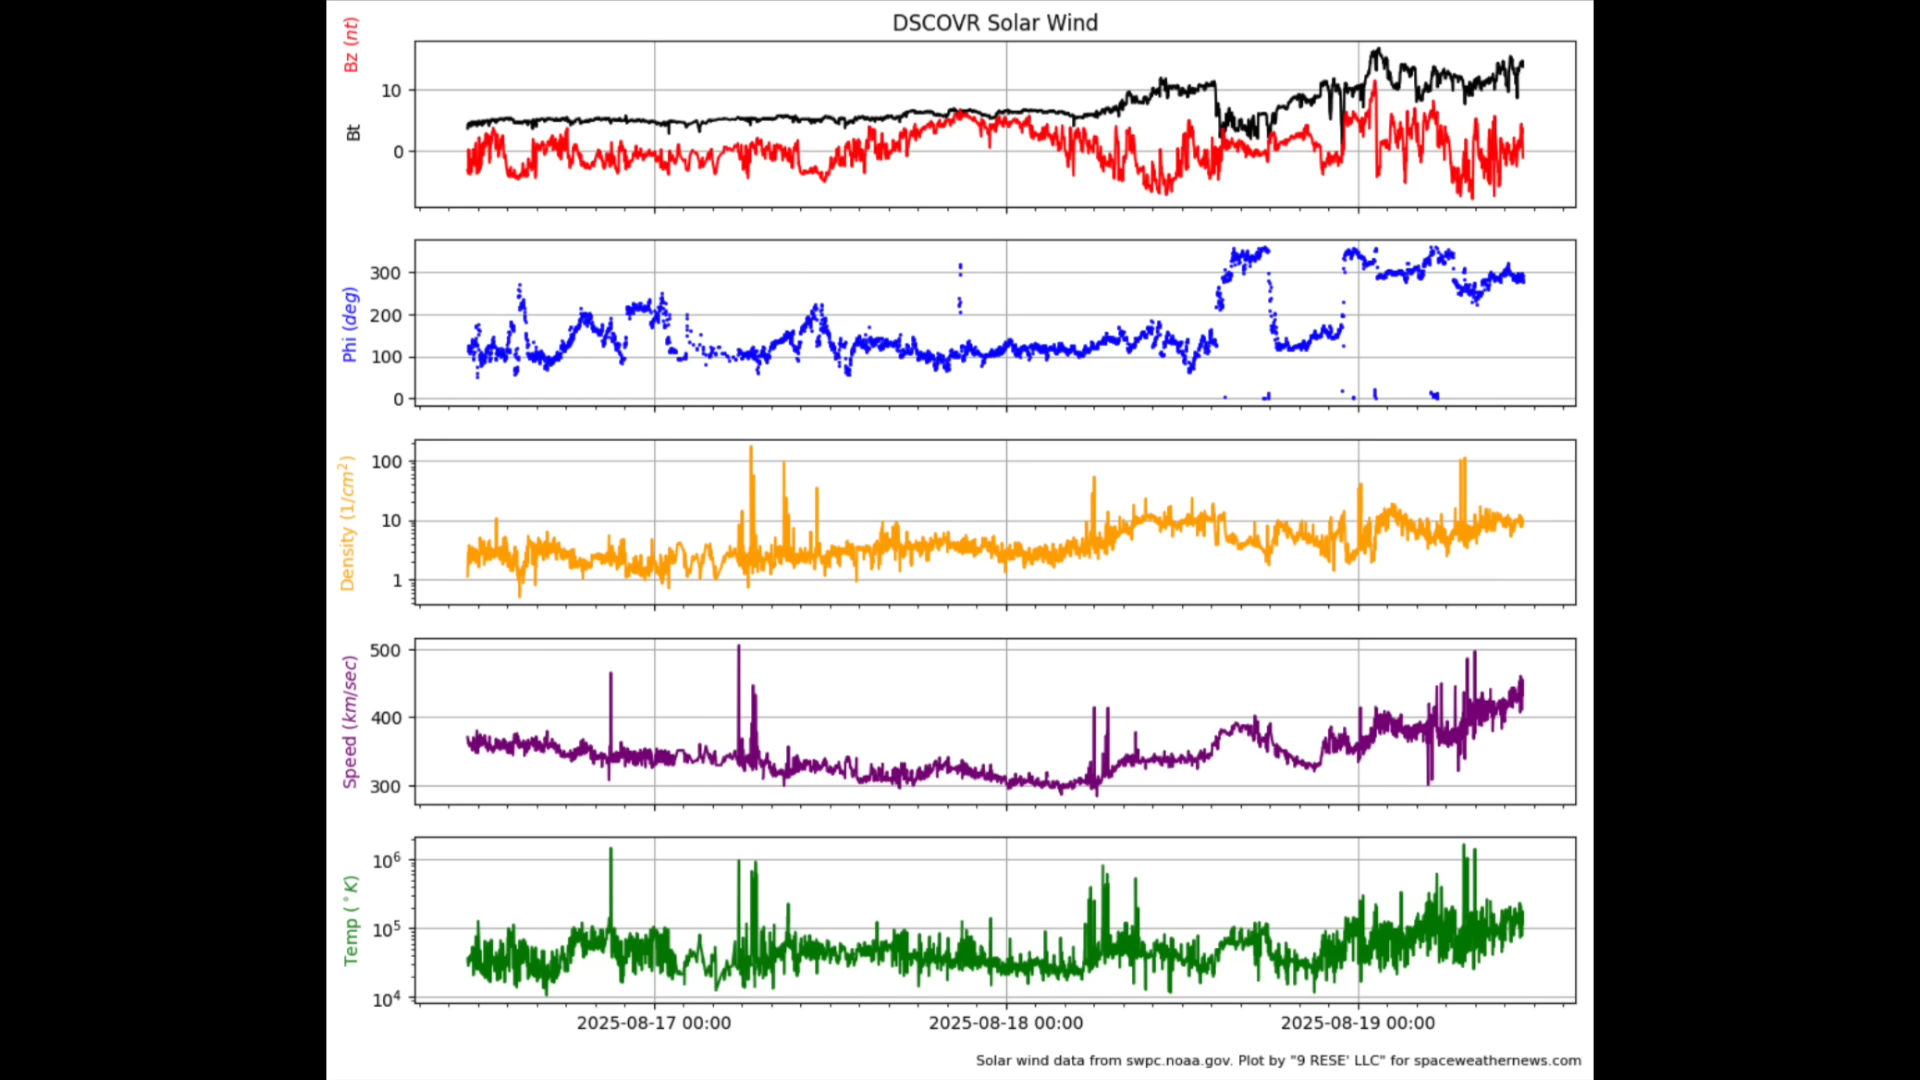 DSCOVR Solar Wind
Bz (nt)
Bt
10
0
Phi (deg)
300
200
100
0
Density (1/cm²)
100
10
1
Speed (km/sec)
500
400
300
Temp (°K)
10⁶
10⁵
10⁴
2025-08-17 00:00
2025-08-18 00:00
2025-08-19 00:00
Solar wind data from swpc.noaa.gov. Plot by "9 RESE' LLC" for spaceweathernews.com